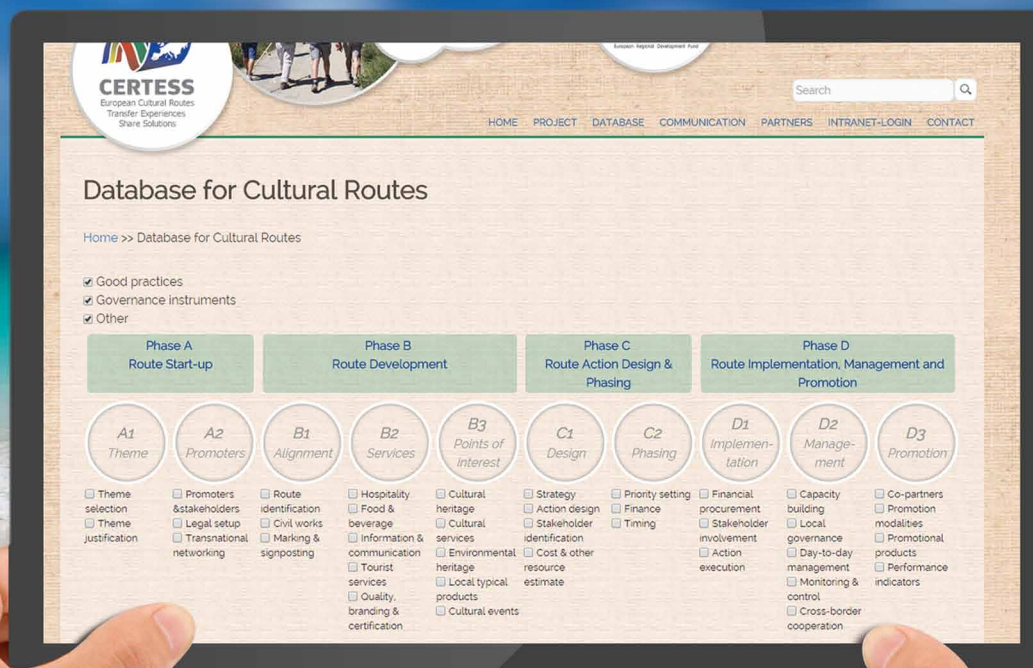 European Regional Development Fund
CERTESS
European Cultural Routes
Transfer Experiences
Share Solutions
Search
HOME PROJECT DATABASE COMMUNICATION PARTNERS INTRANET-LOGIN CONTACT
Database for Cultural Routes
Home >> Database for Cultural Routes
Good practices
Governance instruments
Other
Phase A
Route Start-up
Phase B
Route Development
Phase C
Route Action Design &
Phasing
Phase D
Route Implementation, Management and
Promotion
A1
Theme
A2
Promoters
B1
Alignment
B2
Services
B3
Points of
interest
C1
Design
C2
Phasing
D1
Implemen-
tation
D2
Manage-
ment
D3
Promotion
Theme
selection
Theme
justification
Promoters
&stakeholders
Legal setup
Transnational
networking
Route
identification
Civil works
Marking &
signposting
Hospitality
Food &
beverage
Information &
communication
Tourist
services
Quality,
branding &
certification
Cultural
heritage
Cultural
services
Environmental
heritage
Local typical
products
Cultural events
Strategy
Action design
Stakeholder
identification
Cost & other
resource
estimate
Priority setting
Finance
Timing
Financial
procurement
Stakeholder
involvement
Action
execution
Capacity
building
Local
governance
Day-to-day
management
Monitoring &
control
Cross-border
cooperation
Co-partners
Promotion
modalities
Promotional
products
Performance
indicators